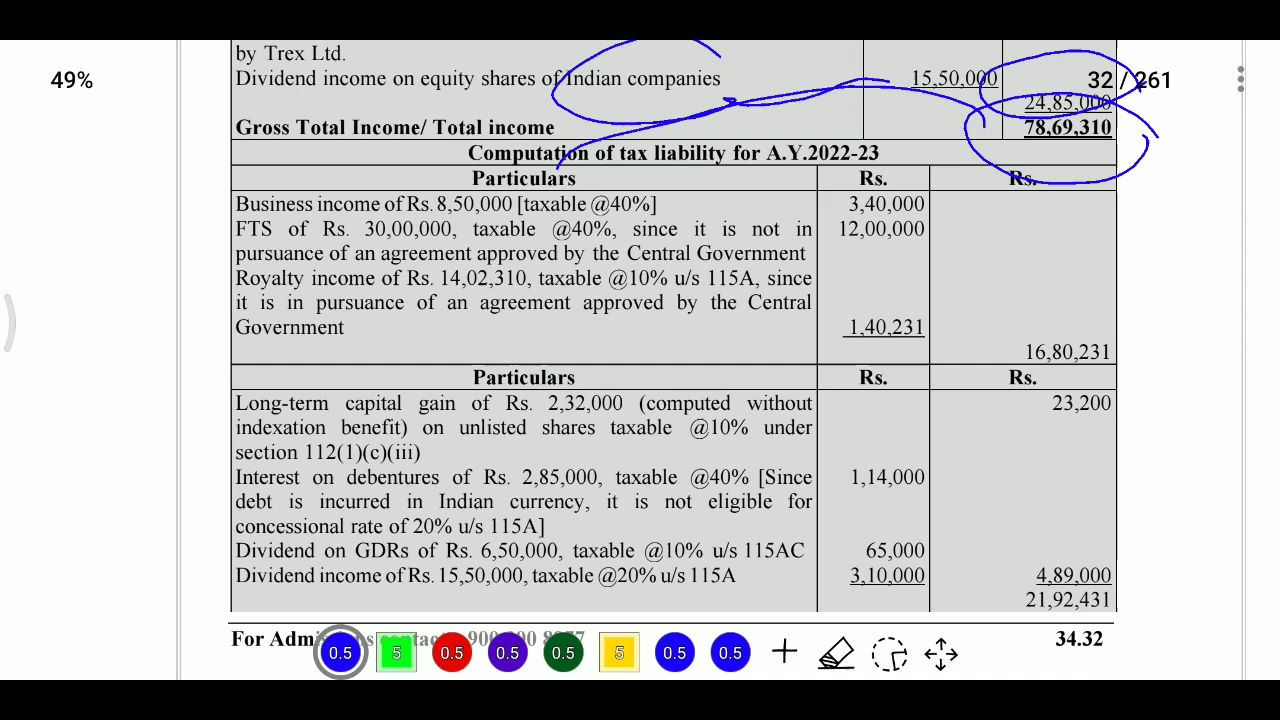 by Trex Ltd.
49%
Dividend income on equity shares of Indian companies 15,50,000 32 / 261
24,85,000
Gross Total Income/ Total income 78,69,310
Computation of tax liability for A.Y.2022-23
Particulars Rs. Rs.
Business income of Rs. 8,50,000 [taxable @40%] 3,40,000
FTS of Rs. 30,00,000, taxable @40%, since it is not in 12,00,000
pursuance of an agreement approved by the Central Government
Royalty income of Rs. 14,02,310, taxable @10% u/s 115A, since
it is in pursuance of an agreement approved by the Central
Government 1,40,231
16,80,231
Particulars Rs. Rs.
Long-term capital gain of Rs. 2,32,000 (computed without 23,200
indexation benefit) on unlisted shares taxable @10% under
section 112(1)(c)(iii)
Interest on debentures of Rs. 2,85,000, taxable @40% [Since 1,14,000
debt is incurred in Indian currency, it is not eligible for
concessional rate of 20% u/s 115A]
Dividend on GDRs of Rs. 6,50,000, taxable @10% u/s 115AC 65,000
Dividend income of Rs. 15,50,000, taxable @20% u/s 115A 3,10,000 4,89,000
21,92,431
For 34.32
0.5 5 0.5 0.5 0.5 5 0.5 0.5